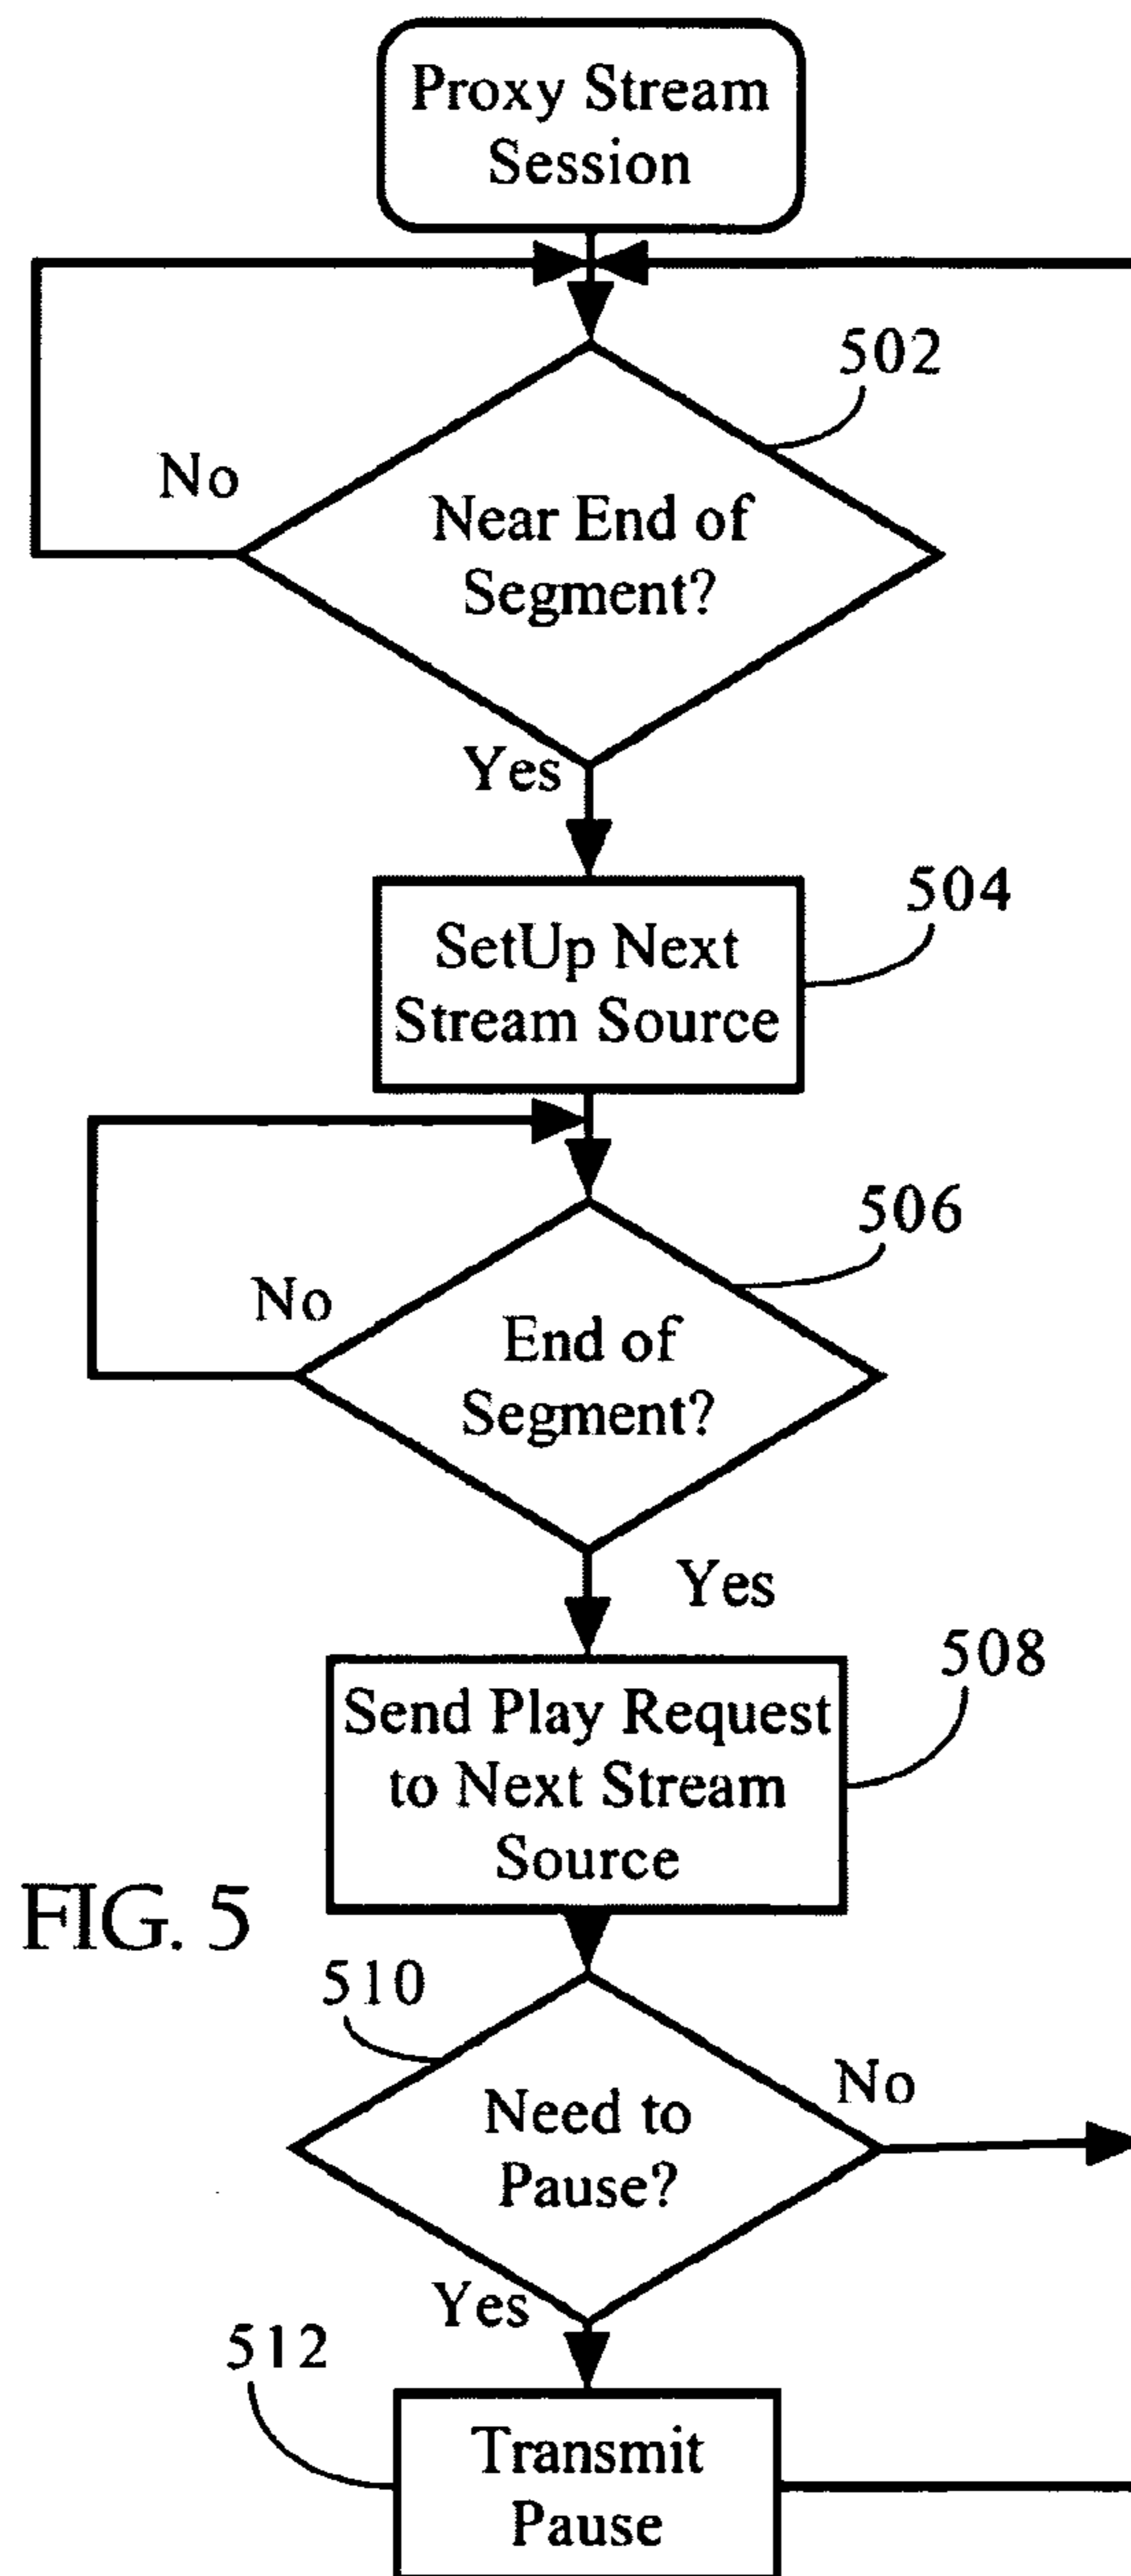 Proxy Stream
Session
502
No
Near End of
Segment?
Yes
504
SetUp Next
Stream Source
506
No
End of
Segment?
Yes
508
Send Play Request
to Next Stream
Source
FIG. 5
510
No
Need to
Pause?
Yes
512
Transmit
Pause